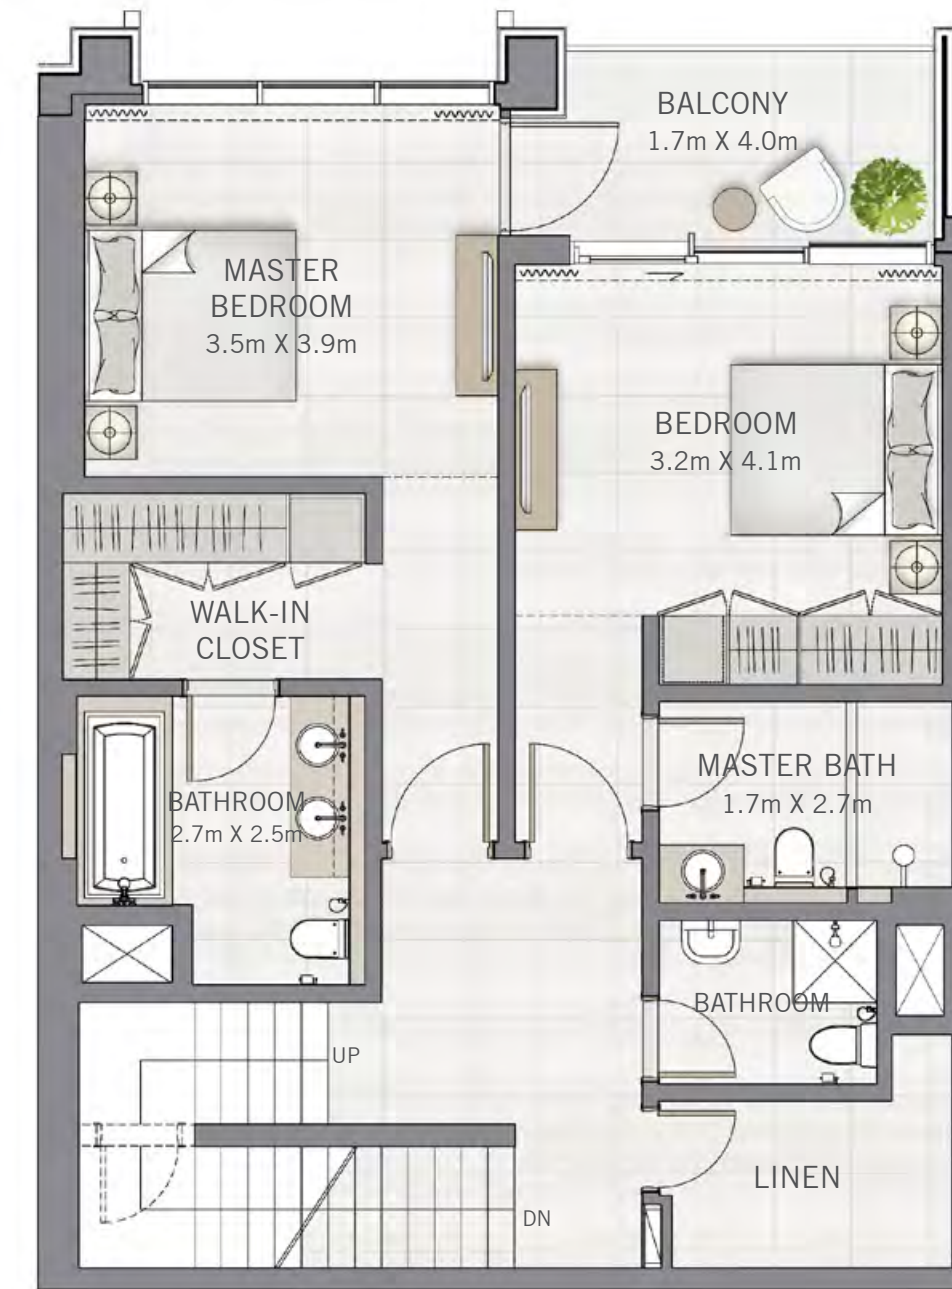 BALCONY
1.7m X 4.0m
MASTER
BEDROOM
3.5m X 3.9m
BEDROOM
3.2m X 4.1m
WALK-IN
CLOSET
MASTER BATH
1.7m X 2.7m
BATHROOM
2.7m X 2.5m
BATHROOM
UP
LINEN
DN